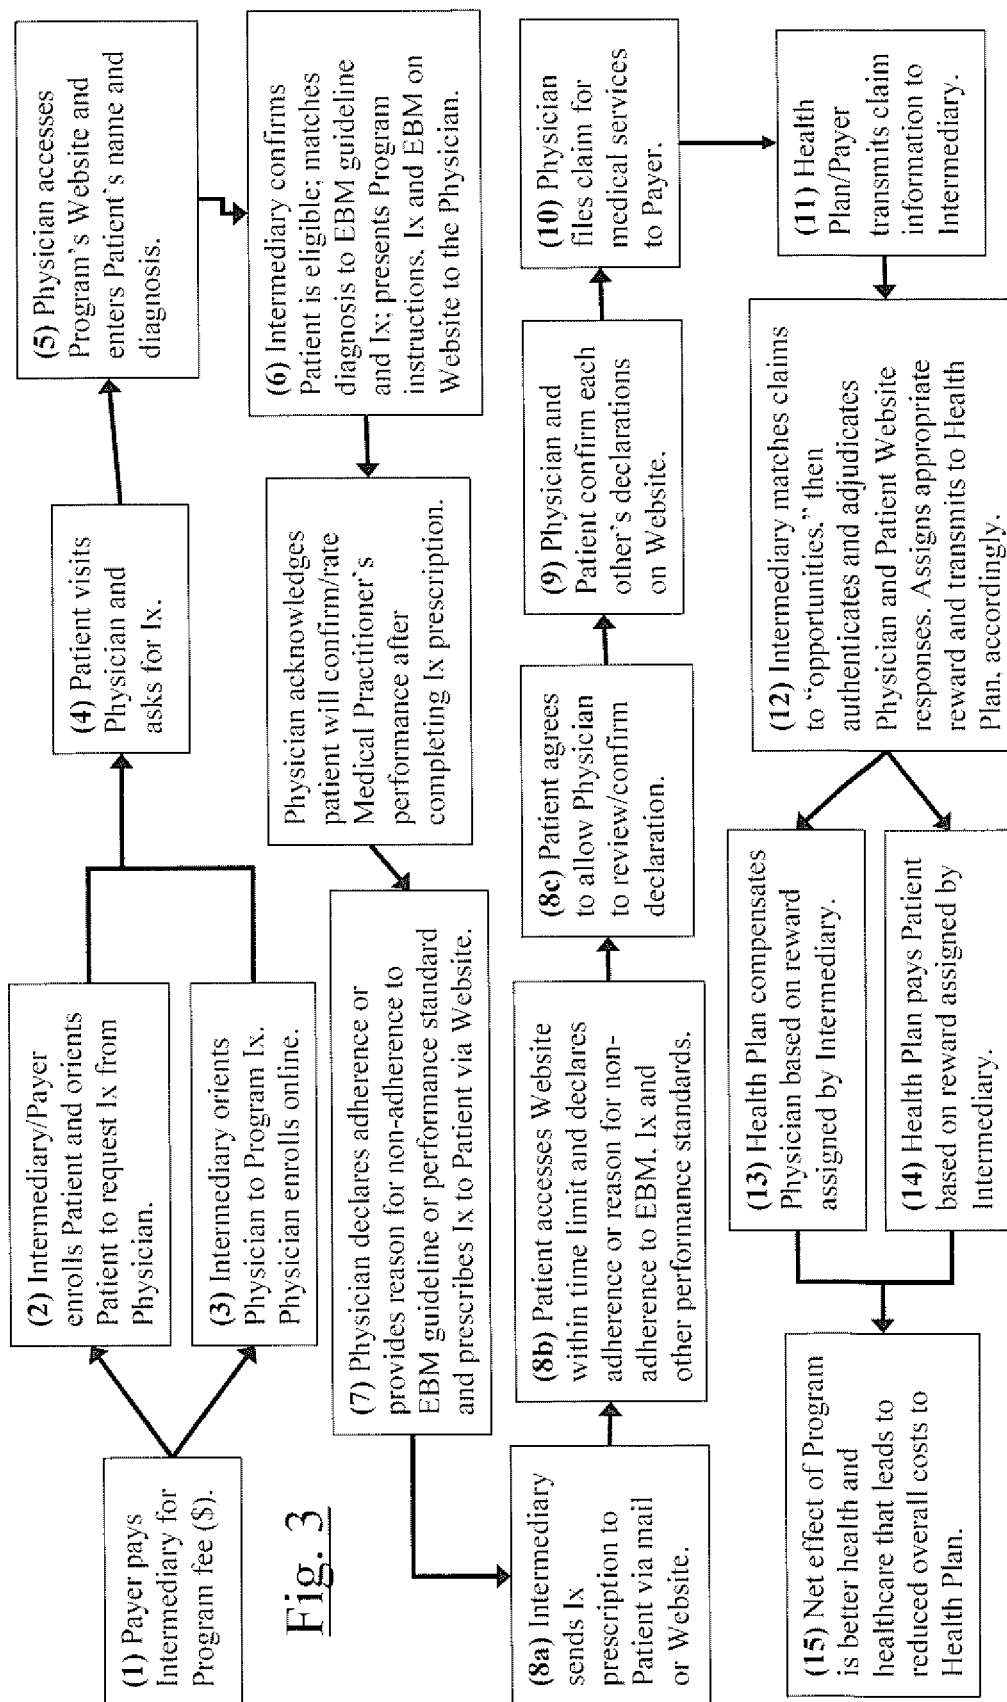 (1) Payer pays
Intermediary for
Program fee ($).
(2) Intermediary/Payer
enrolls Patient and orients
Patient to request Ix from
Physician.
(3) Intermediary orients
Physician to Program Ix.
Physician enrolls online.
(4) Patient visits
Physician and
asks for Ix.
(5) Physician accesses
Program's Website and
enters Patient's name and
diagnosis.
(6) Intermediary confirms
Patient is eligible; matches
diagnosis to EBM guideline
and Ix; presents Program
instructions, Ix and EBM on
Website to the Physician.
Physician acknowledges
patient will confirm/rate
Medical Practitioner's
performance after
completing Ix prescription.
(7) Physician declares adherence or
provides reason for non-adherence to
EBM guideline or performance standard
and prescribes Ix to Patient via Website.
Fig. 3
(8a) Intermediary
sends Ix
prescription to
Patient via mail
or Website.
(8b) Patient accesses Website
within time limit and declares
adherence or reason for non-
adherence to EBM, Ix and
other performance standards.
(8c) Patient agrees
to allow Physician
to review/confirm
declaration.
(9) Physician and
Patient confirm each
other's declarations
on Website.
(10) Physician
files claim for
medical services
to Payer.
(11) Health
Plan/Payer
transmits claim
information to
Intermediary.
(12) Intermediary matches claims
to "opportunities," then
authenticates and adjudicates
Physician and Patient Website
responses. Assigns appropriate
reward and transmits to Health
Plan, accordingly.
(13) Health Plan compensates
Physician based on reward
assigned by Intermediary.
(14) Health Plan pays Patient
based on reward assigned by
Intermediary.
(15) Net effect of Program
is better health and
healthcare that leads to
reduced overall costs to
Health Plan.